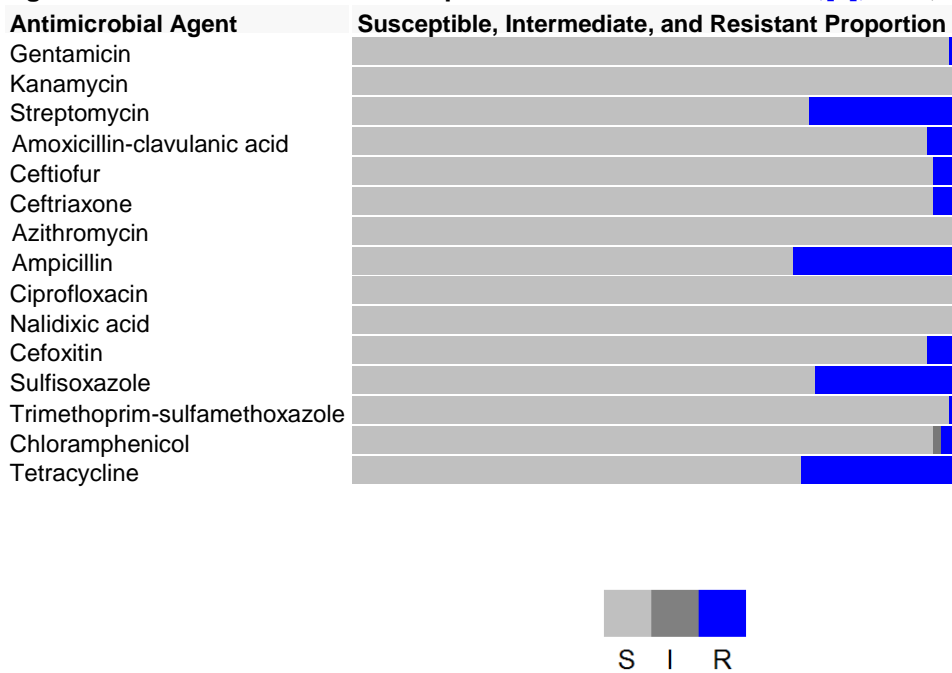 Antimicrobial Agent Susceptible, Intermediate, and Resistant Proportion
Gentamicin
Kanamycin
Streptomycin
Amoxicillin-clavulanic acid
Ceftiofur
Ceftriaxone
Azithromycin
Ampicillin
Ciprofloxacin
Nalidixic acid
Cefoxitin
Sulfisoxazole
Trimethoprim-sulfamethoxazole
Chloramphenicol
Tetracycline
S I R